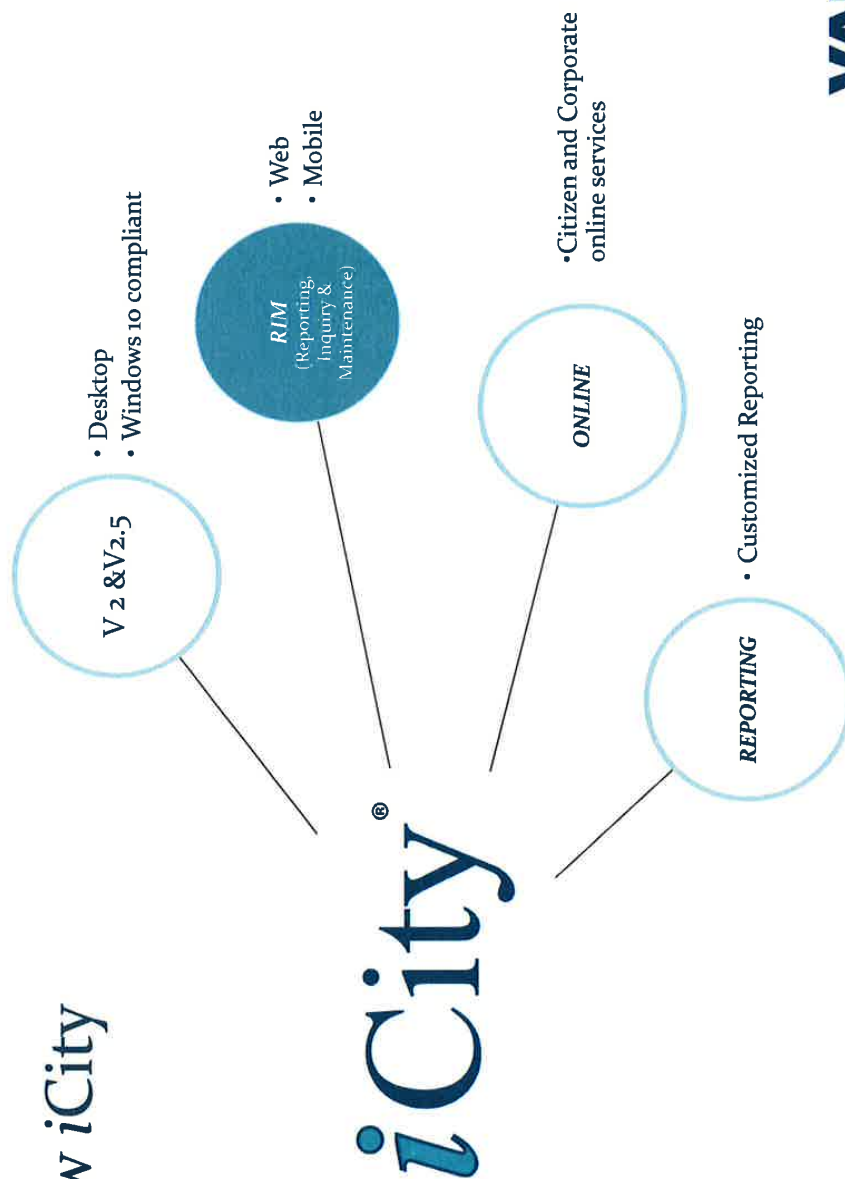 iCity
iCity®
V 2 &V2.5
• Desktop
• Windows 10 compliant
RIM
(Reporting,
Inquiry &
Maintenance)
• Web
• Mobile
ONLINE
•Citizen and Corporate
online services
REPORTING
• Customized Reporting